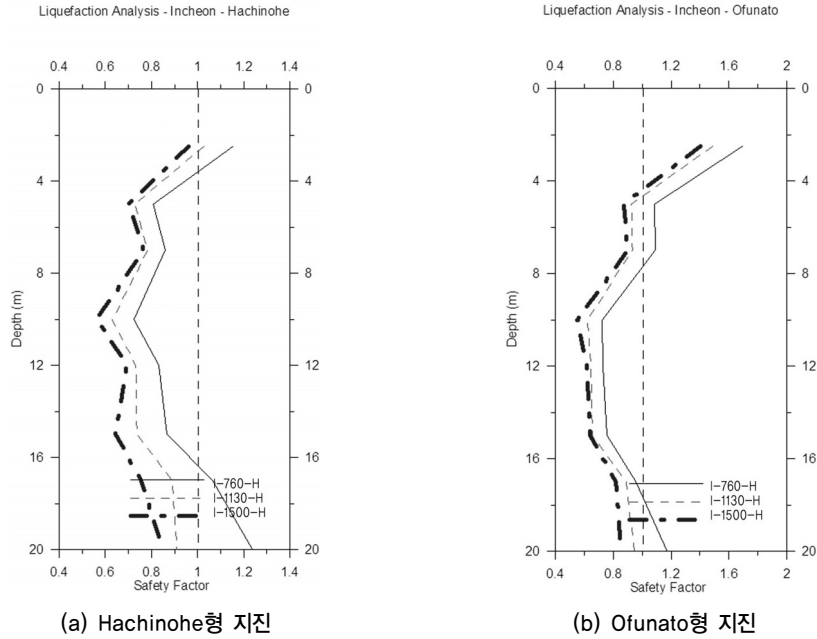 Liquefaction Analysis - Incheon - Hachinohe
0.4 0.6 0.8 1 1.2 1.4
0 0
4 4
8 8
12 12
16 16
20 20
Depth (m)
I-760-H
I-1130-H
I-1500-H
0.4 0.6 0.8 1 1.2 1.4
Safety Factor
(a) Hachinohe형 지진
Liquefaction Analysis - Incheon - Ofunato
0.4 0.8 1.2 1.6 2
0 0
4 4
8 8
12 12
16 16
20 20
Depth (m)
I-760-H
I-1130-H
I-1500-H
0.4 0.8 1.2 1.6 2
Safety Factor
(b) Ofunato형 지진